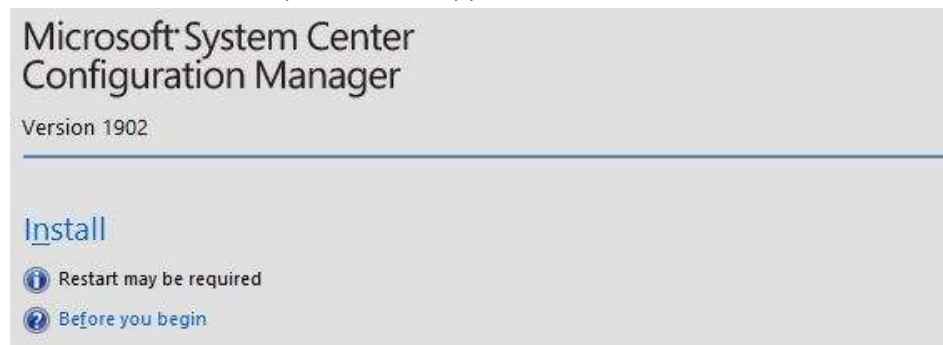 Microsoft System Center
Configuration Manager
Version 1902
Install
Restart may be required
Before you begin